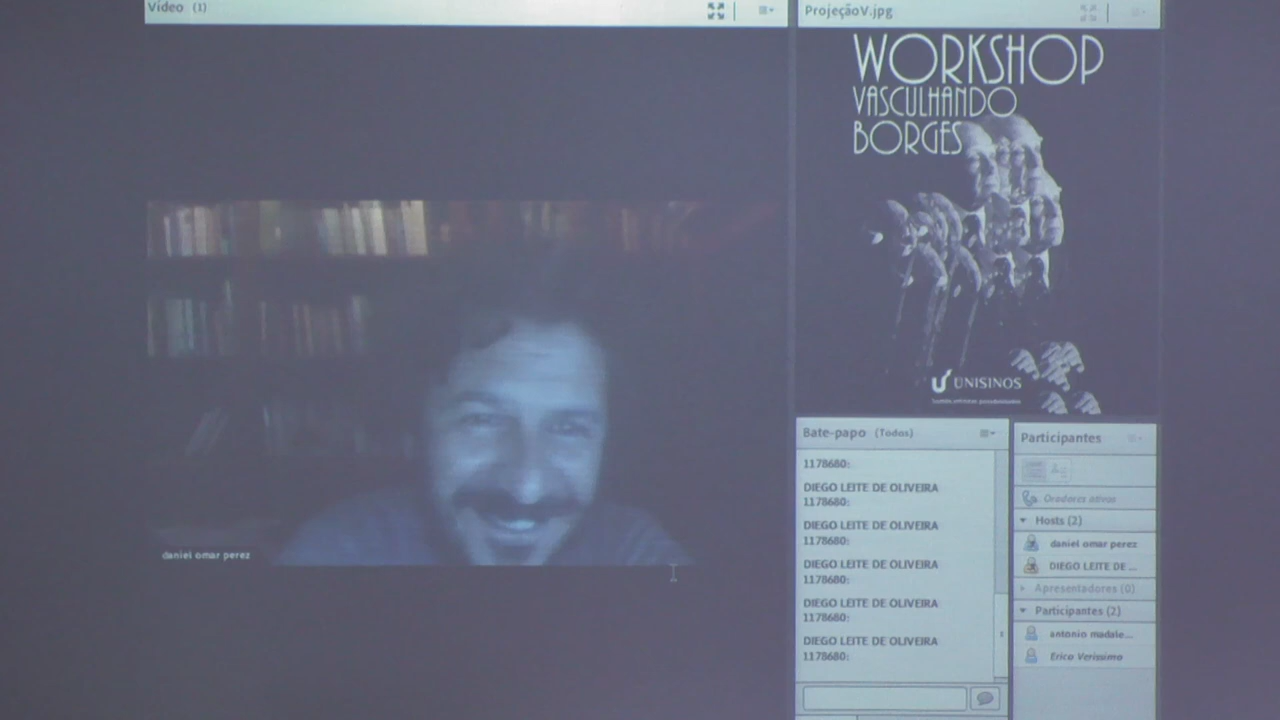 Vídeo (1)
daniel omar perez
ProjeçãoV.jpg
WORKSHOP
VASCULHANDO
BORGES
UNISINOS
Bate-papo (Todos)
1178680:
DIEGO LEITE DE OLIVEIRA
1178680:
DIEGO LEITE DE OLIVEIRA
1178680:
DIEGO LEITE DE OLIVEIRA
1178680:
DIEGO LEITE DE OLIVEIRA
1178680:
DIEGO LEITE DE OLIVEIRA
1178680:
Participantes
Oradores ativos
Hosts (2)
daniel omar perez
DIEGO LEITE DE ...
Apresentadores (0)
Participantes (2)
antonio madale...
Erico Verissimo